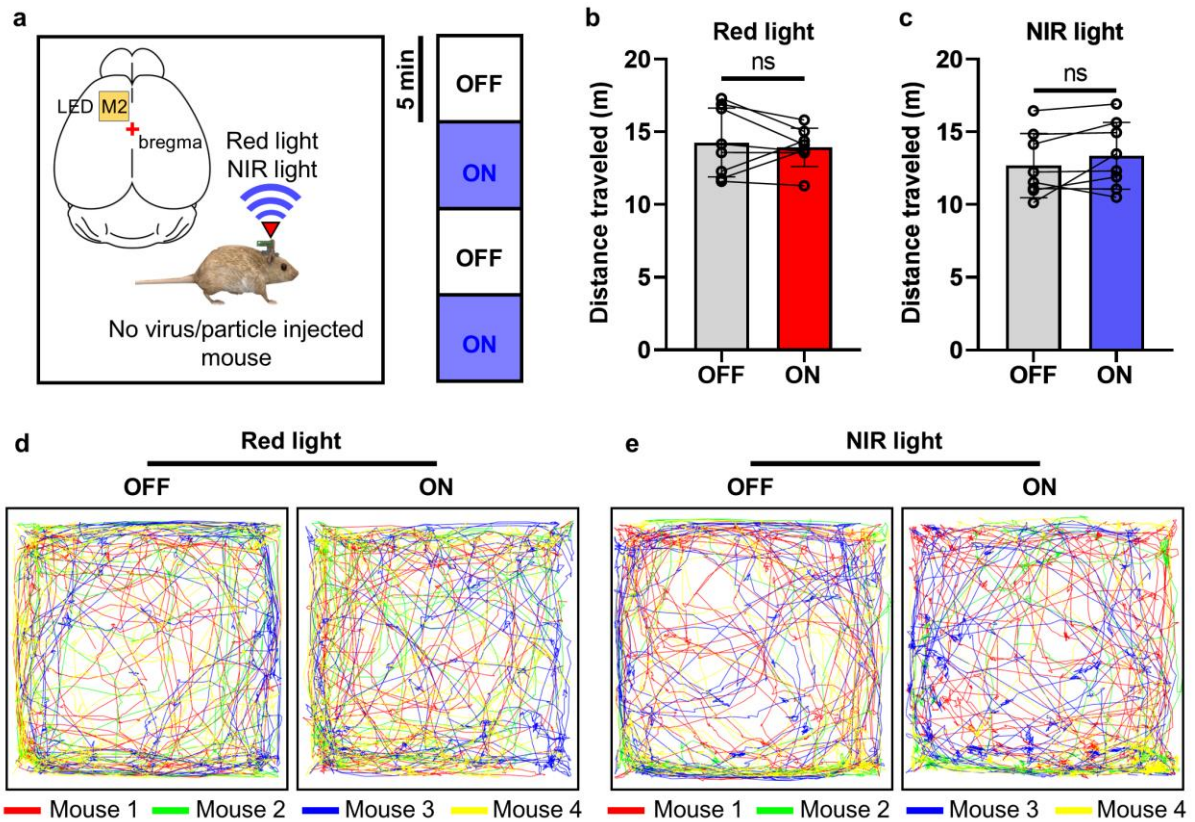 a
LED M2
bregma
Red light
NIR light
No virus/particle injected
mouse
5 min
OFF
ON
OFF
ON
b
Red light
ns
Distance traveled (m)
20
15
10
5
0
OFF ON
c
NIR light
ns
Distance traveled (m)
20
15
10
5
0
OFF ON
d
Red light
OFF ON
Mouse 1 Mouse 2 Mouse 3 Mouse 4
e
NIR light
OFF ON
Mouse 1 Mouse 2 Mouse 3 Mouse 4